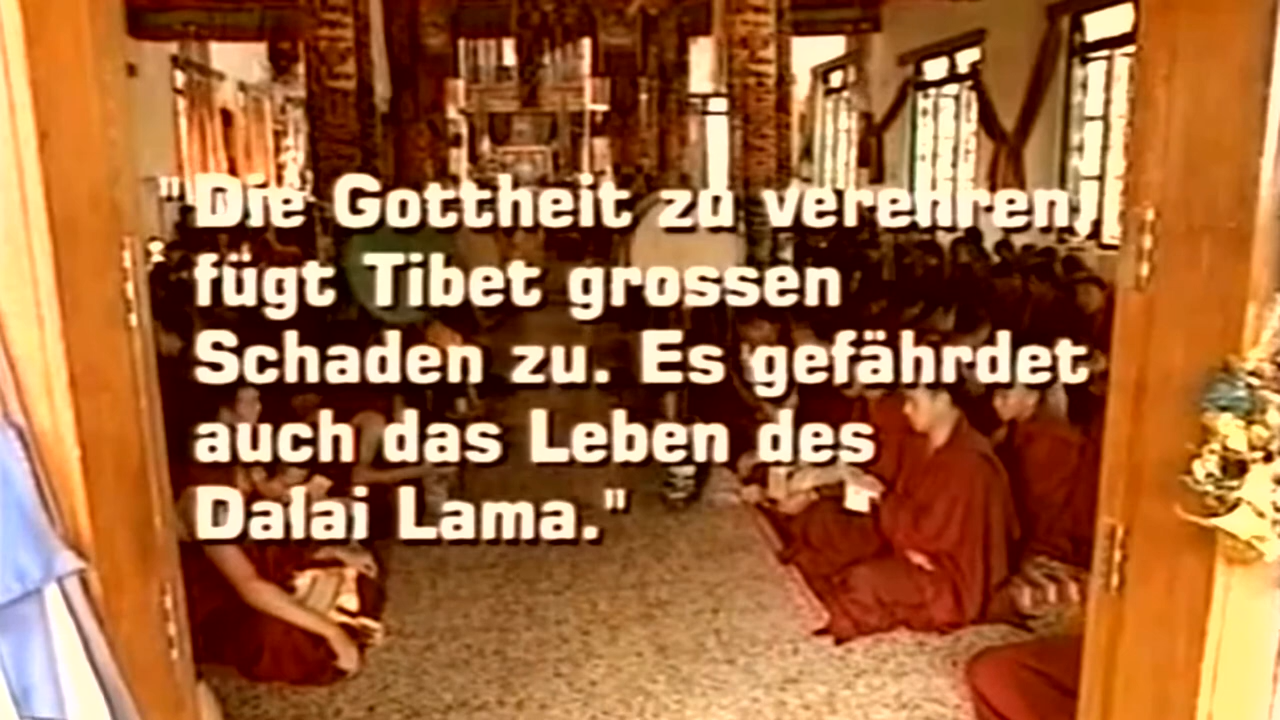 "Die Gottheit zu verehren,
fügt Tibet grossen
Schaden zu. Es gefährdet
auch das Leben des
Dalai Lama."